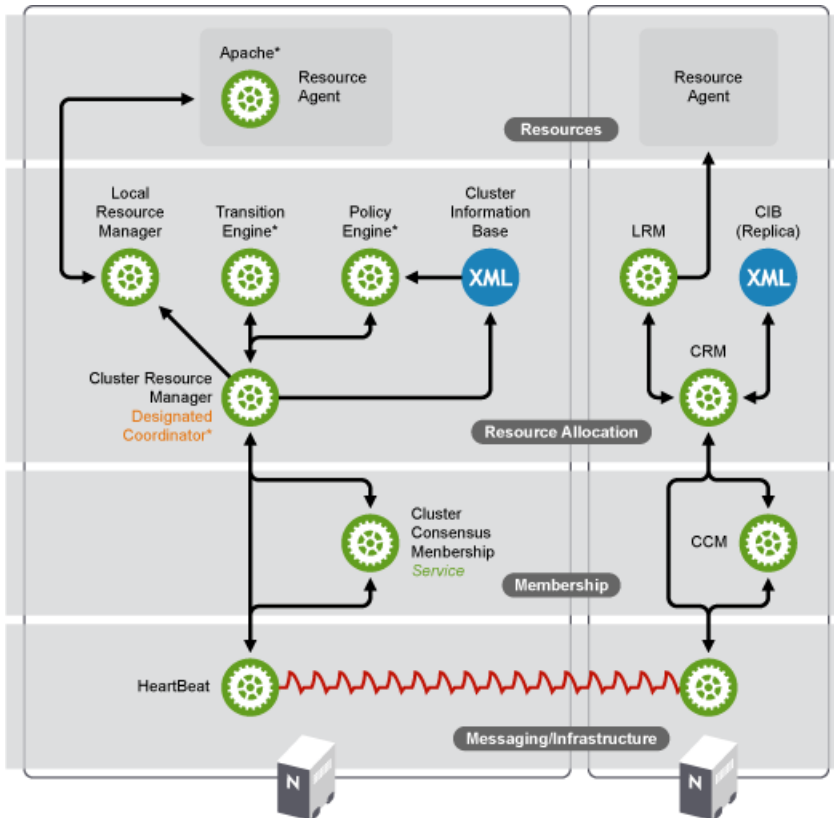 Apache*
Resource
Agent
Resource
Agent
Resources
Local
Resource
Manager
Transition
Engine*
Policy
Engine*
Cluster
Information
Base
LRM
CIB
(Replica)
XML
XML
CRM
Cluster Resource
Manager
Designated
Coordinator*
Resource Allocation
Cluster
Consensus
Menbership
Service
CCM
Membership
HeartBeat
Messaging/Infrastructure
N
N